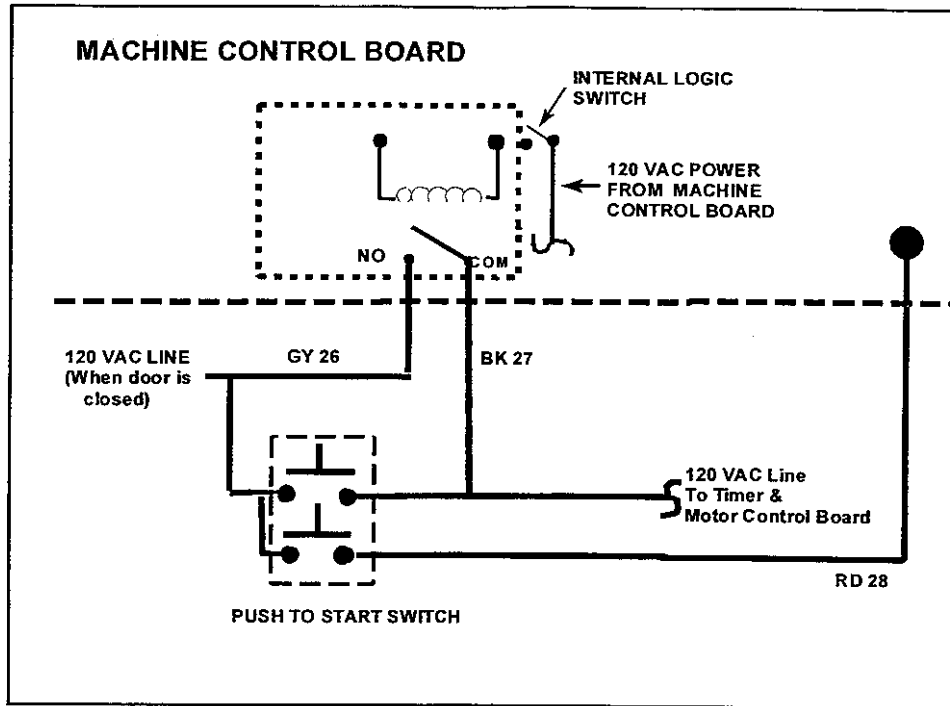 MACHINE CONTROL BOARD
INTERNAL LOGIC
SWITCH
120 VAC POWER
FROM MACHINE
CONTROL BOARD
NO
COM
120 VAC LINE
(When door is
closed)
GY 26
BK 27
120 VAC Line
To Timer &
Motor Control Board
RD 28
PUSH TO START SWITCH